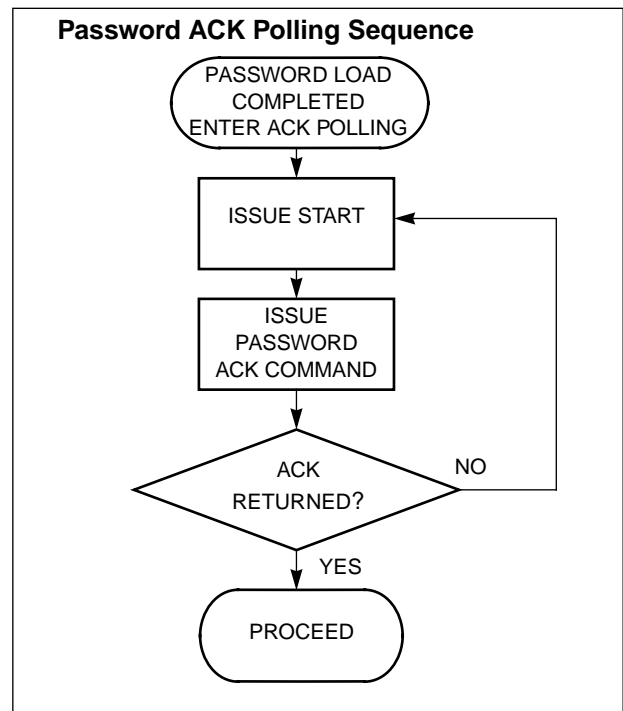 Password ACK Polling Sequence
PASSWORD LOAD
COMPLETED
ENTER ACK POLLING
ISSUE START
ISSUE
PASSWORD
ACK COMMAND
ACK
RETURNED?
NO
YES
PROCEED